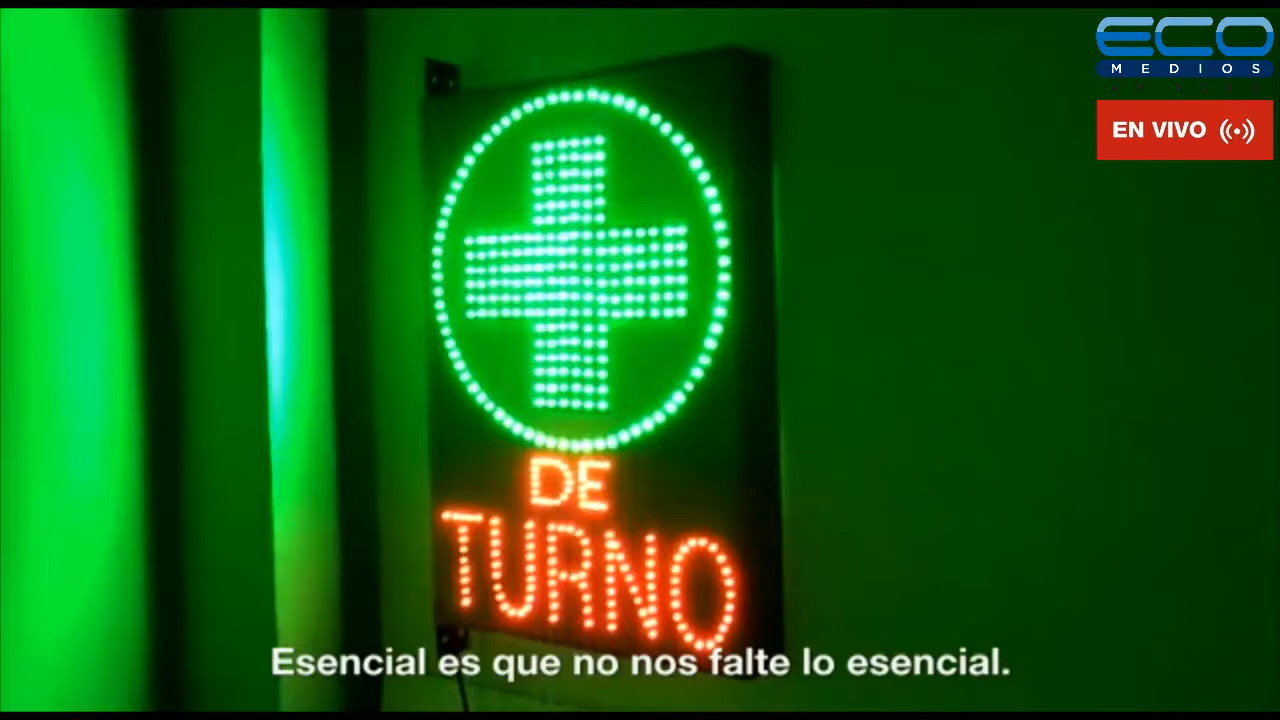 ECO
MEDIOS
EN VIVO
DE
TURNO
Esencial es que no nos falte lo esencial.